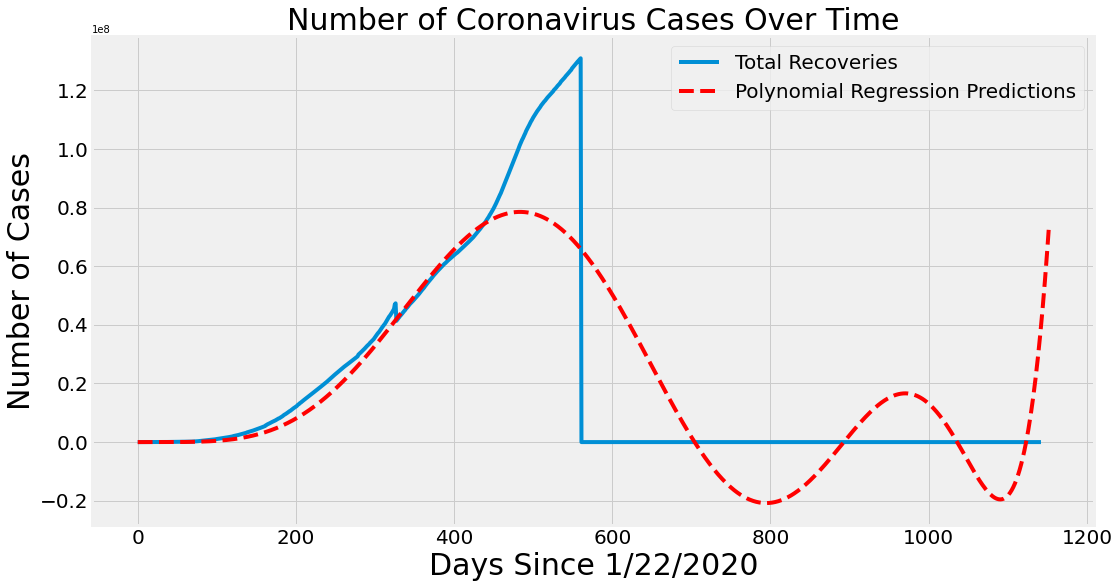 Number of Coronavirus Cases Over Time
1e8
Total Recoveries
Polynomial Regression Predictions
1.2
1.0
0.8
0.6
0.4
0.2
0.0
−0.2
Number of Cases
0 200 400 600 800 1000 1200
Days Since 1/22/2020